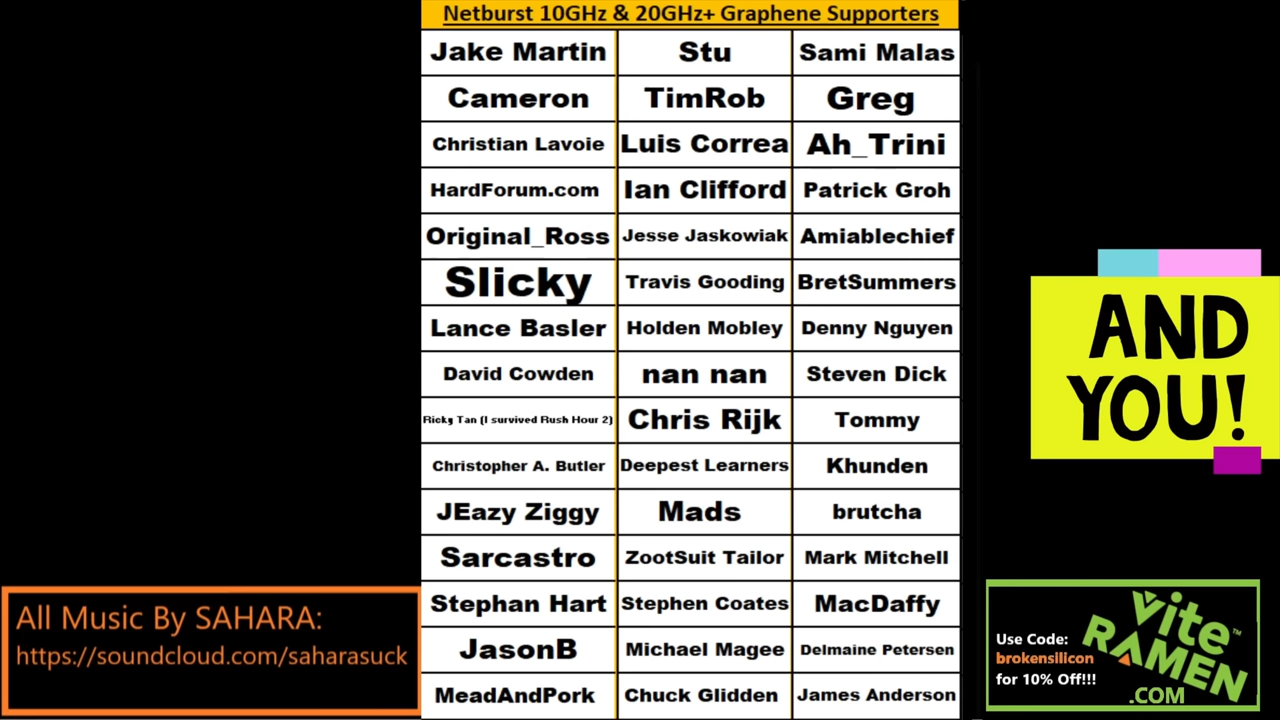 Netburst 10GHz & 20GHz+ Graphene Supporters
Jake Martin Stu Sami Malas
Cameron TimRob Greg
Christian Lavoie Luis Correa Ah_Trini
HardForum.com Ian Clifford Patrick Groh
Original_Ross Jesse Jaskowiak Amiablechief
Slicky Travis Gooding BretSummers
Lance Basler Holden Mobley Denny Nguyen
David Cowden nan nan Steven Dick
Ricky Tan (I survived Rush Hour 2) Chris Rijk Tommy
Christopher A. Butler Deepest Learners Khunden
JEazy Ziggy Mads brutcha
Sarcastro ZootSuit Tailor Mark Mitchell
Stephan Hart Stephen Coates MacDaffy
JasonB Michael Magee Delmaine Petersen
MeadAndPork Chuck Glidden James Anderson
AND
YOU!
All Music By SAHARA:
https://soundcloud.com/saharasuck
Use Code:
brokensilicon
for 10% Off!!!
Vite™
RAMEN
.COM